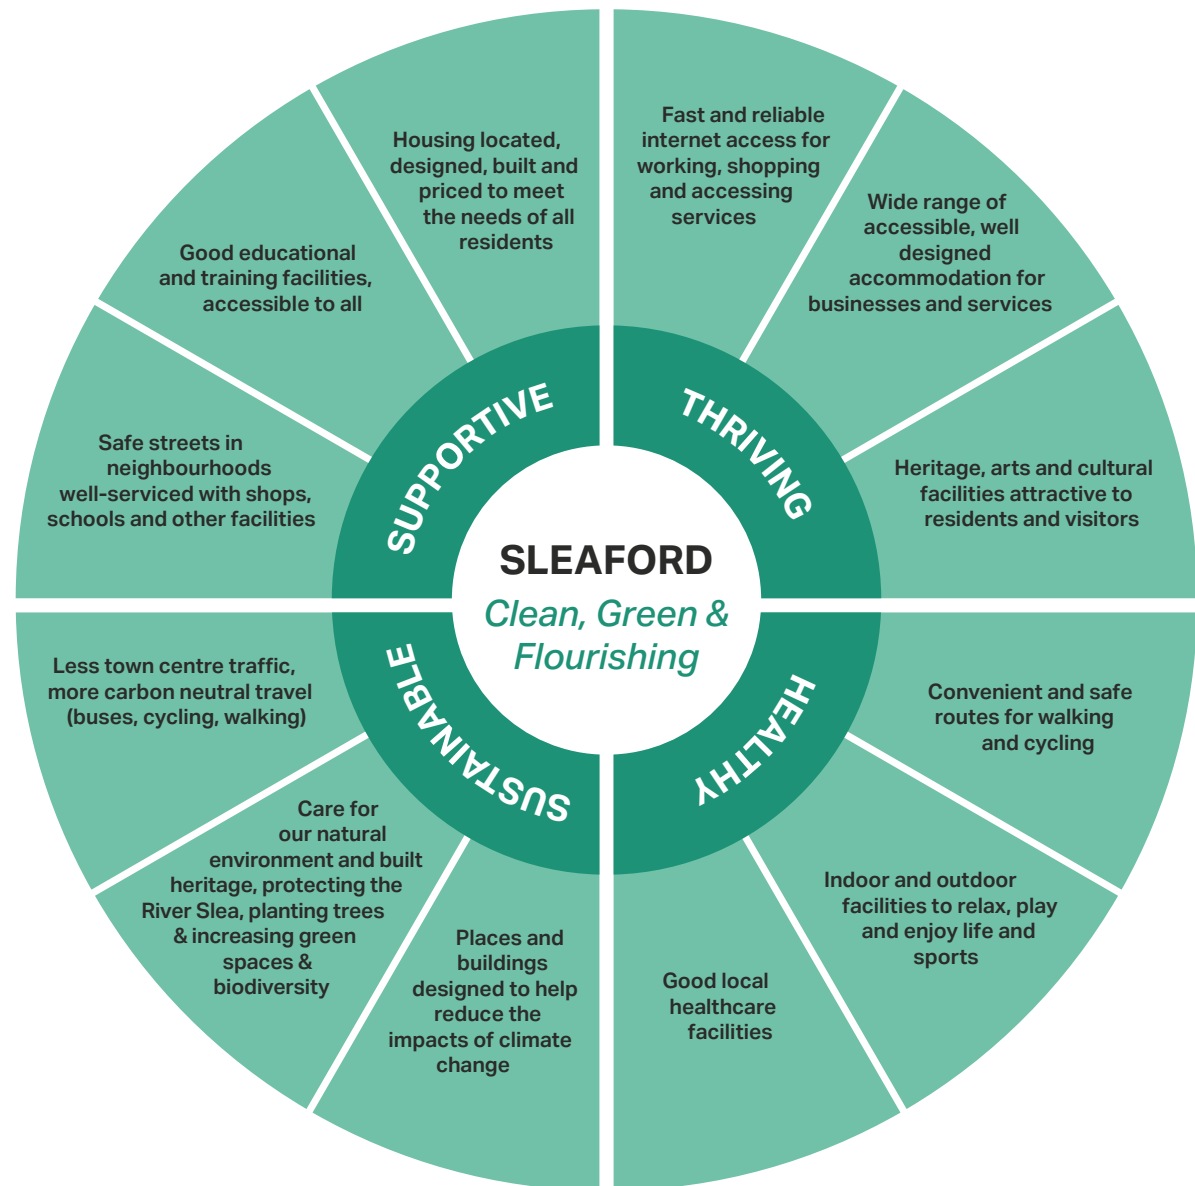 SLEAFORD
Clean, Green &
Flourishing
THRIVING
Fast and reliable
internet access for
working, shopping
and accessing
services
Wide range of
accessible, well
designed
accommodation for
businesses and services
Heritage, arts and cultural
facilities attractive to
residents and visitors
HEALTHY
Convenient and safe
routes for walking
and cycling
Indoor and outdoor
facilities to relax, play
and enjoy life and
sports
Good local
healthcare
facilities
SUSTAINABLE
Places and
buildings
designed to help
reduce the
impacts of climate
change
Care for
our natural
environment and built
heritage, protecting the
River Slea, planting trees
& increasing green
spaces &
biodiversity
Less town centre traffic,
more carbon neutral travel
(buses, cycling, walking)
SUPPORTIVE
Safe streets in
neighbourhoods
well-serviced with shops,
schools and other facilities
Good educational
and training facilities,
accessible to all
Housing located,
designed, built and
priced to meet
the needs of all
residents